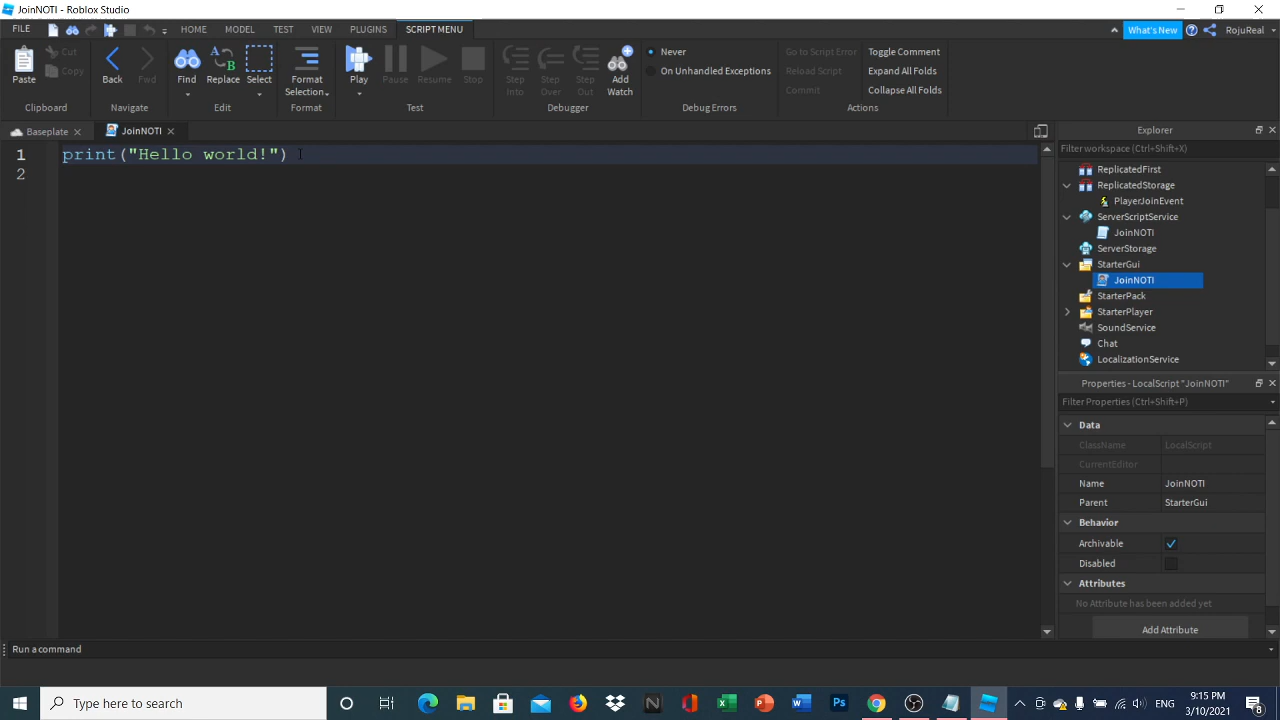 JoinNOTI - Roblox Studio
FILE HOME MODEL TEST VIEW PLUGINS SCRIPT MENU What's New RojuReal
Paste Cut Copy Back Fwd Find Replace Select Format Selection Play Pause Resume Stop Step Into Step Over Step Out Add Watch Never On Unhandled Exceptions Go to Script Error Reload Script Commit Toggle Comment Expand All Folds Collapse All Folds
Clipboard Navigate Edit Format Test Debugger Debug Errors Actions
Baseplate JoinNOTI Explorer
1 print("Hello world!")
2
Filter workspace (Ctrl+Shift+X)
ReplicatedFirst
ReplicatedStorage
PlayerJoinEvent
ServerScriptService
JoinNOTI
ServerStorage
StarterGui
JoinNOTI
StarterPack
StarterPlayer
SoundService
Chat
LocalizationService
Properties - LocalScript "JoinNOTI"
Filter Properties (Ctrl+Shift+P)
Data
ClassName LocalScript
CurrentEditor
Name JoinNOTI
Parent StarterGui
Behavior
Archivable
Disabled
Attributes
No Attribute has been added yet
Add Attribute
Run a command
Type here to search
ENG 9:15 PM
3/10/2021 8